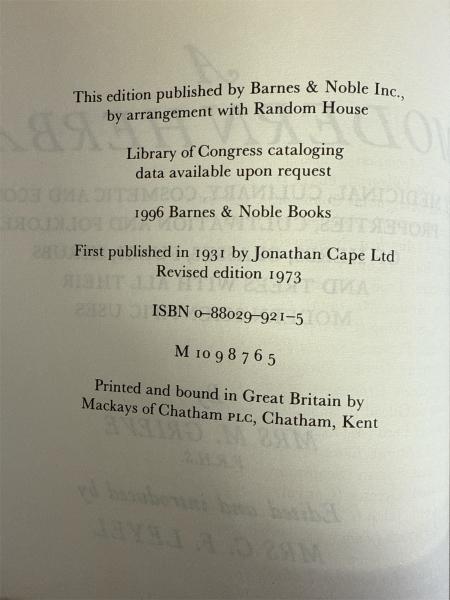 This edition published by Barnes & Noble Inc.,
by arrangement with Random House
Library of Congress cataloging
data available upon request
1996 Barnes & Noble Books
First published in 1931 by Jonathan Cape Ltd
Revised edition 1973
ISBN 0–88029–921–5
M 10 9 8 7 6 5
Printed and bound in Great Britain by
Mackays of Chatham PLC, Chatham, Kent